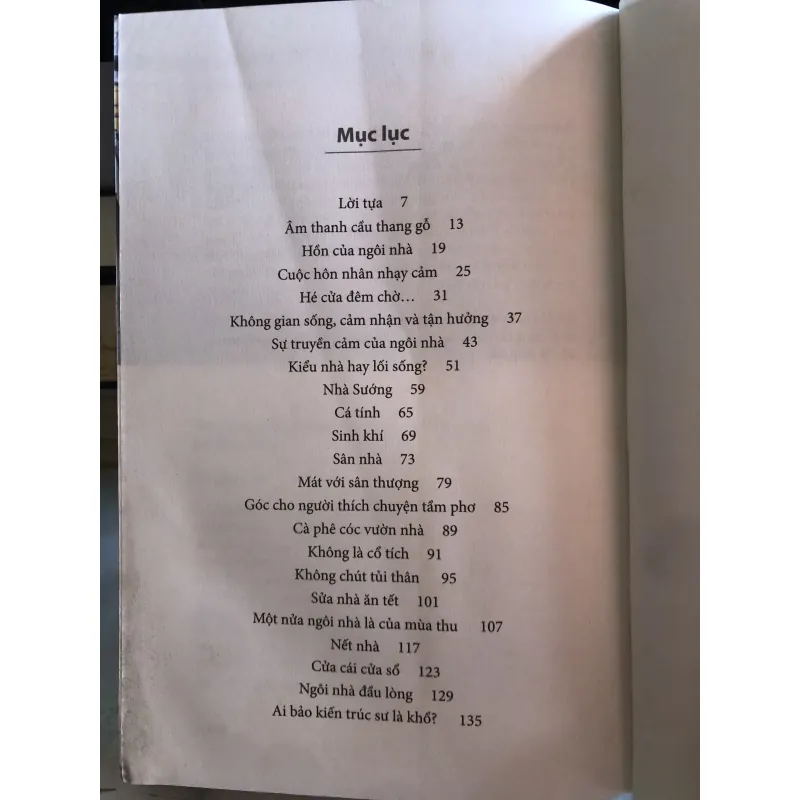 Mục lục
Lời tựa 7
Âm thanh cầu thang gỗ 13
Hồn của ngôi nhà 19
Cuộc hôn nhân nhạy cảm 25
Hé cửa đêm chờ... 31
Không gian sống, cảm nhận và tận hưởng 37
Sự truyền cảm của ngôi nhà 43
Kiểu nhà hay lối sống? 51
Nhà Sướng 59
Cá tính 65
Sinh khí 69
Sân nhà 73
Mát với sân thượng 79
Góc cho người thích chuyện tầm phơ 85
Cà phê cóc vườn nhà 89
Không là cổ tích 91
Không chút tủi thân 95
Sửa nhà ăn tết 101
Một nửa ngôi nhà là của mùa thu 107
Nết nhà 117
Cửa cái cửa sổ 123
Ngôi nhà đầu lòng 129
Ai bảo kiến trúc sư là khổ? 135